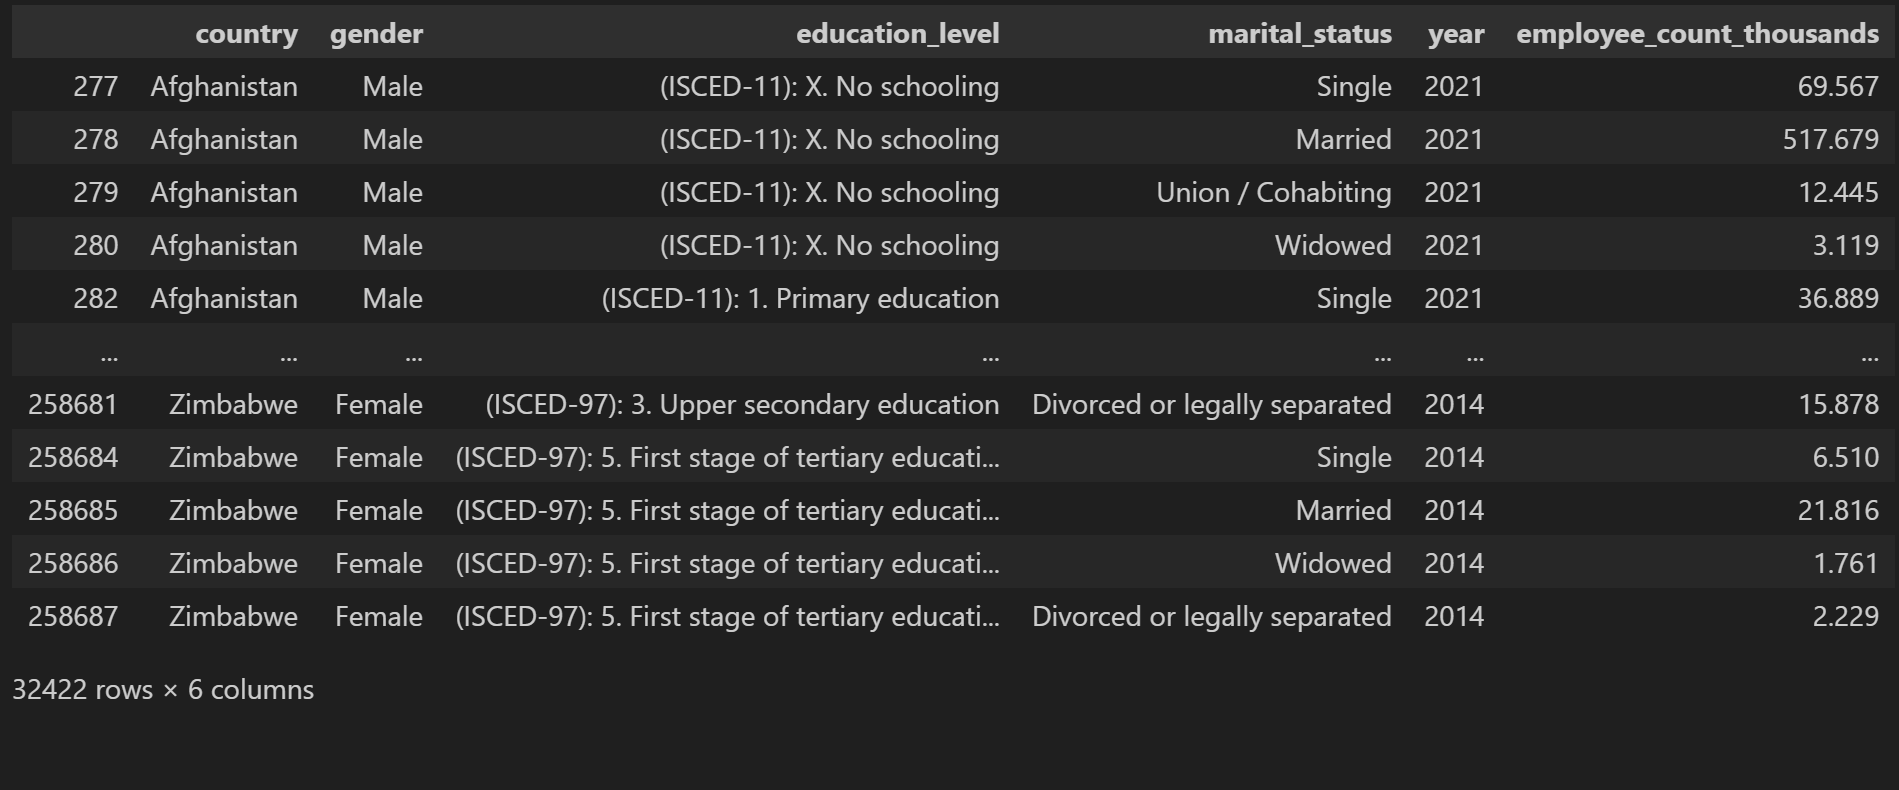 country gender education_level marital_status year employee_count_thousands
277 Afghanistan Male (ISCED-11): X. No schooling Single 2021 69.567
278 Afghanistan Male (ISCED-11): X. No schooling Married 2021 517.679
279 Afghanistan Male (ISCED-11): X. No schooling Union / Cohabiting 2021 12.445
280 Afghanistan Male (ISCED-11): X. No schooling Widowed 2021 3.119
282 Afghanistan Male (ISCED-11): 1. Primary education Single 2021 36.889
... ... ... ... ... ... ...
258681 Zimbabwe Female (ISCED-97): 3. Upper secondary education Divorced or legally separated 2014 15.878
258684 Zimbabwe Female (ISCED-97): 5. First stage of tertiary educati... Single 2014 6.510
258685 Zimbabwe Female (ISCED-97): 5. First stage of tertiary educati... Married 2014 21.816
258686 Zimbabwe Female (ISCED-97): 5. First stage of tertiary educati... Widowed 2014 1.761
258687 Zimbabwe Female (ISCED-97): 5. First stage of tertiary educati... Divorced or legally separated 2014 2.229
32422 rows × 6 columns